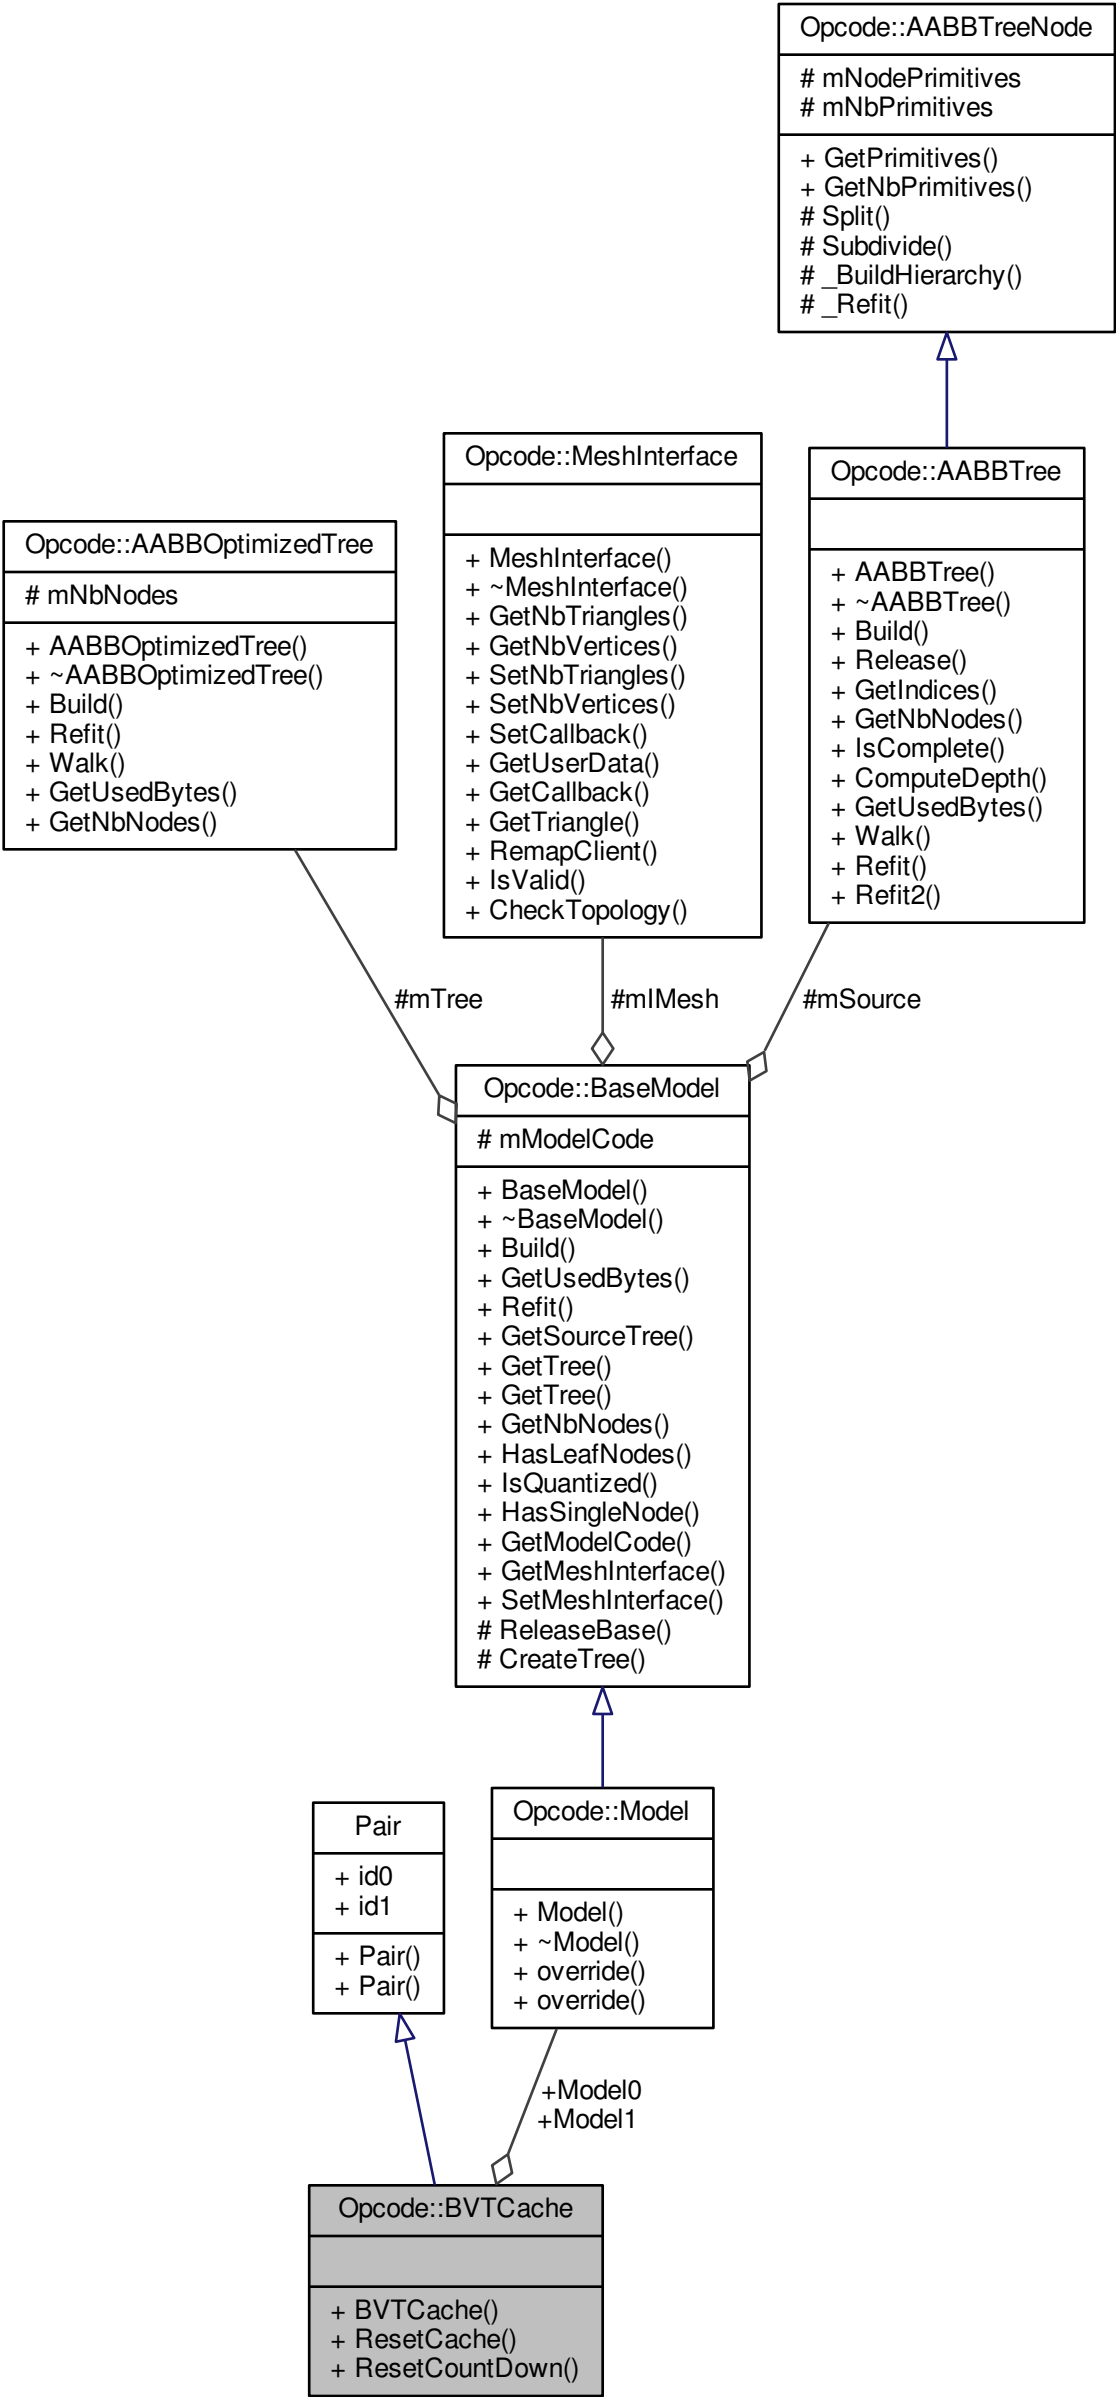 Opcode::AABBTreeNode
# mNodePrimitives
# mNbPrimitives
+ GetPrimitives()
+ GetNbPrimitives()
# Split()
# Subdivide()
# _BuildHierarchy()
# _Refit()
Opcode::AABBOptimizedTree
# mNbNodes
+ AABBOptimizedTree()
+ ~AABBOptimizedTree()
+ Build()
+ Refit()
+ Walk()
+ GetUsedBytes()
+ GetNbNodes()
Opcode::MeshInterface
+ MeshInterface()
+ ~MeshInterface()
+ GetNbTriangles()
+ GetNbVertices()
+ SetNbTriangles()
+ SetNbVertices()
+ SetCallback()
+ GetUserData()
+ GetCallback()
+ GetTriangle()
+ RemapClient()
+ IsValid()
+ CheckTopology()
Opcode::AABBTree
+ AABBTree()
+ ~AABBTree()
+ Build()
+ Release()
+ GetIndices()
+ GetNbNodes()
+ IsComplete()
+ ComputeDepth()
+ GetUsedBytes()
+ Walk()
+ Refit()
+ Refit2()
#mTree
#mIMesh
#mSource
Opcode::BaseModel
# mModelCode
+ BaseModel()
+ ~BaseModel()
+ Build()
+ GetUsedBytes()
+ Refit()
+ GetSourceTree()
+ GetTree()
+ GetTree()
+ GetNbNodes()
+ HasLeafNodes()
+ IsQuantized()
+ HasSingleNode()
+ GetModelCode()
+ GetMeshInterface()
+ SetMeshInterface()
# ReleaseBase()
# CreateTree()
Pair
+ id0
+ id1
+ Pair()
+ Pair()
Opcode::Model
+ Model()
+ ~Model()
+ override()
+ override()
+Model0
+Model1
Opcode::BVTCache
+ BVTCache()
+ ResetCache()
+ ResetCountDown()